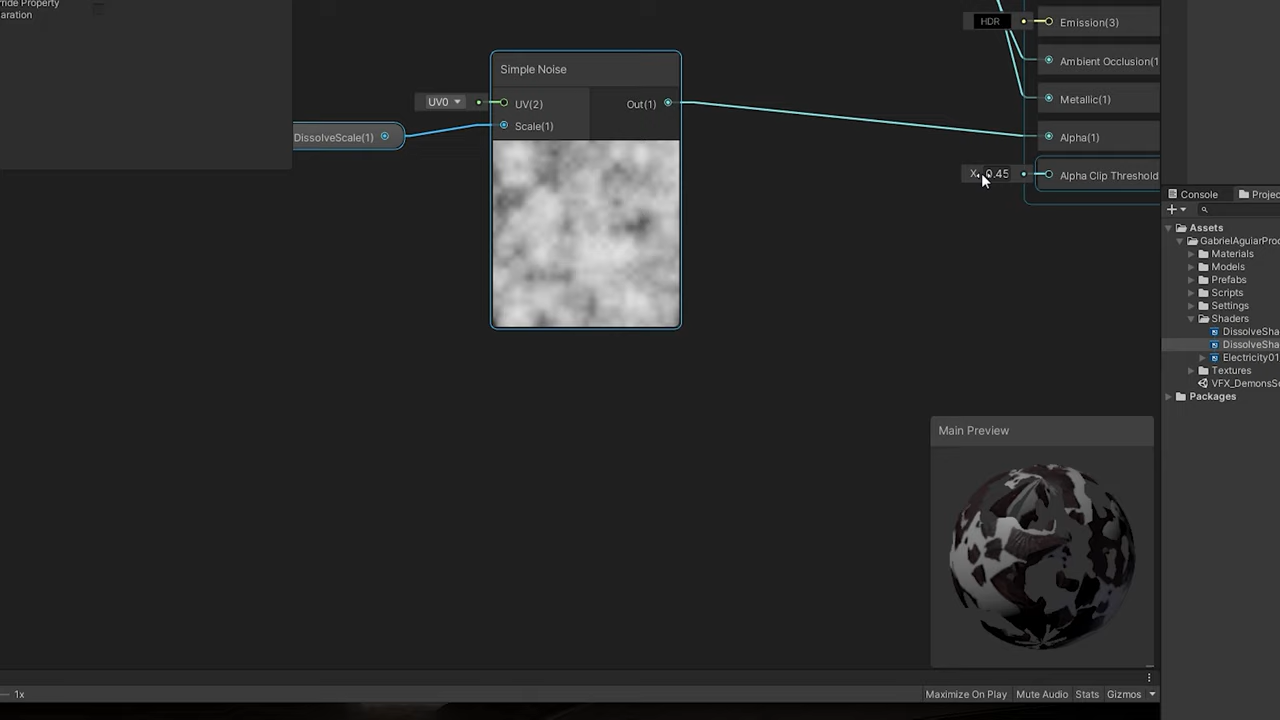 rride Property
aration
HDR
Emission(3)
Simple Noise
Ambient Occlusion(1
UV0
UV(2)
Out(1)
Metallic(1)
DissolveScale(1)
Scale(1)
Alpha(1)
X 0.45
Alpha Clip Threshold
Console
Projec
Assets
GabrielAguiarProd
Materials
Models
Prefabs
Scripts
Settings
Shaders
DissolveSha
DissolveSha
Electricity01
Textures
VFX_DemonsS
Packages
Main Preview
1x
Maximize On Play
Mute Audio
Stats
Gizmos